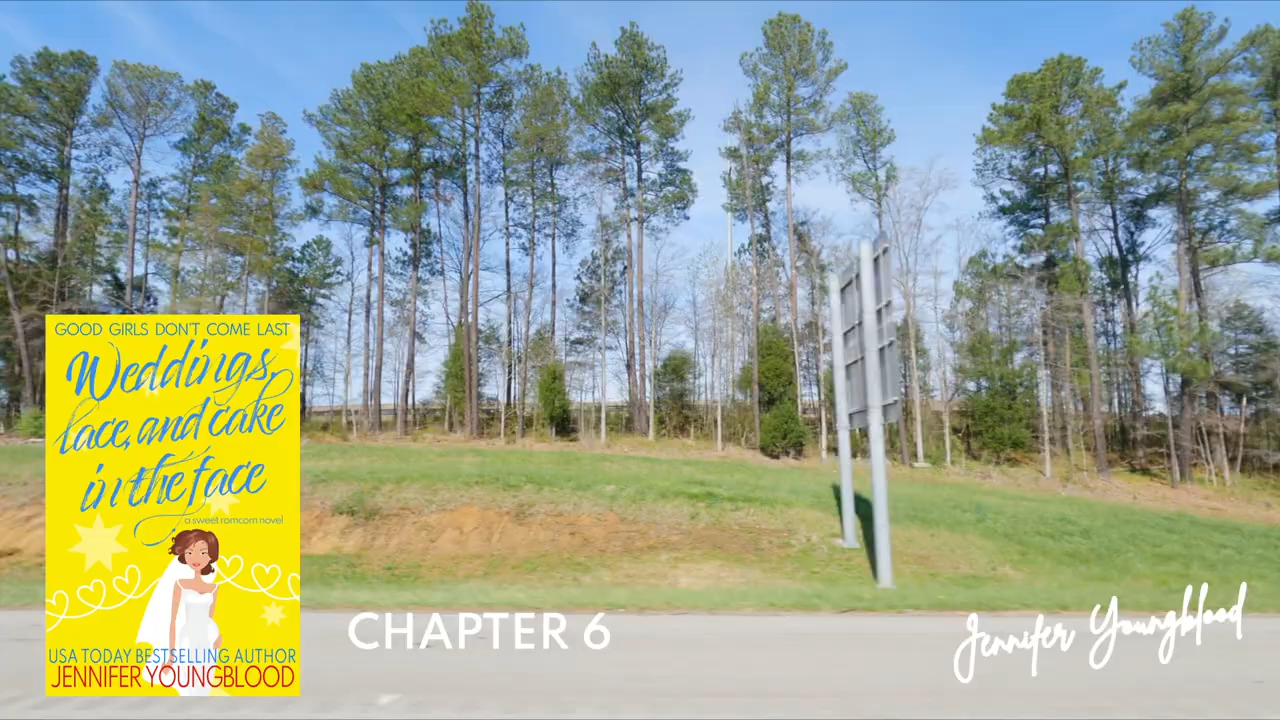 GOOD GIRLS DON'T COME LAST
Weddings,
lace, and cake
in the face
a sweet romcom novel
USA TODAY BESTSELLING AUTHOR
JENNIFER YOUNGBLOOD
CHAPTER 6
Jennifer Youngblood